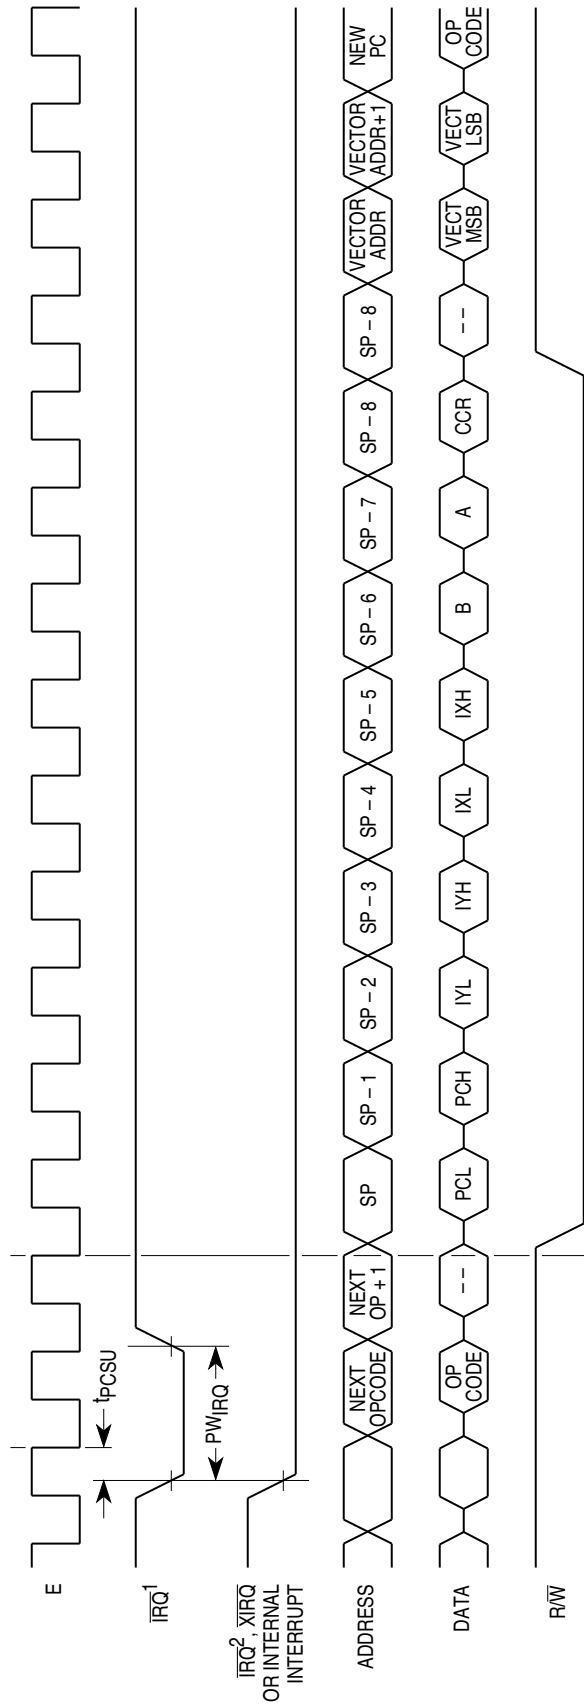 E
tPCSU
IRQ1
PWIRQ
IRQ2, XIRQ
OR INTERNAL
INTERRUPT
ADDRESS
NEXT
OPCODE
NEXT
OP + 1
SP
SP – 1
SP – 2
SP – 3
SP – 4
SP – 5
SP – 6
SP – 7
SP – 8
SP – 8
VECTOR
ADDR
VECTOR
ADDR+1
NEW
PC
DATA
OP
CODE
– –
PCL
PCH
IYL
IYH
IXL
IXH
B
A
CCR
– –
VECT
MSB
VECT
LSB
OP
CODE
R/W